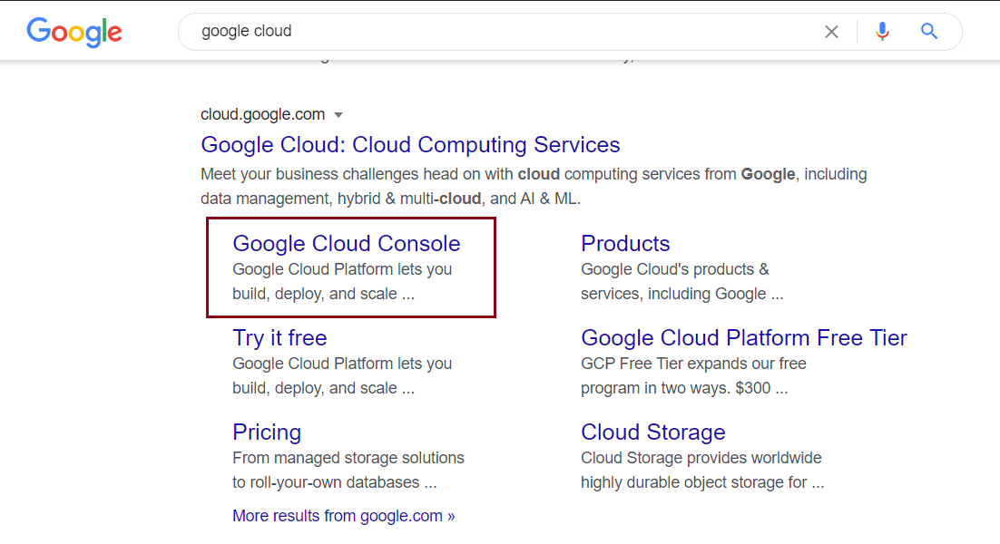 Google
google cloud
cloud.google.com
Google Cloud: Cloud Computing Services
Meet your business challenges head on with cloud computing services from Google, including
data management, hybrid & multi-cloud, and AI & ML.
Google Cloud Console
Google Cloud Platform lets you
build, deploy, and scale ...
Products
Google Cloud's products &
services, including Google ...
Try it free
Google Cloud Platform lets you
build, deploy, and scale ...
Google Cloud Platform Free Tier
GCP Free Tier expands our free
program in two ways. $300 ...
Pricing
From managed storage solutions
to roll-your-own databases ...
Cloud Storage
Cloud Storage provides worldwide
highly durable object storage for ...
More results from google.com »